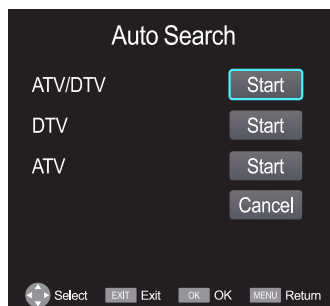 Auto Search
ATV/DTV Start
DTV Start
ATV Start
Cancel
Select EXIT Exit OK OK MENU Return